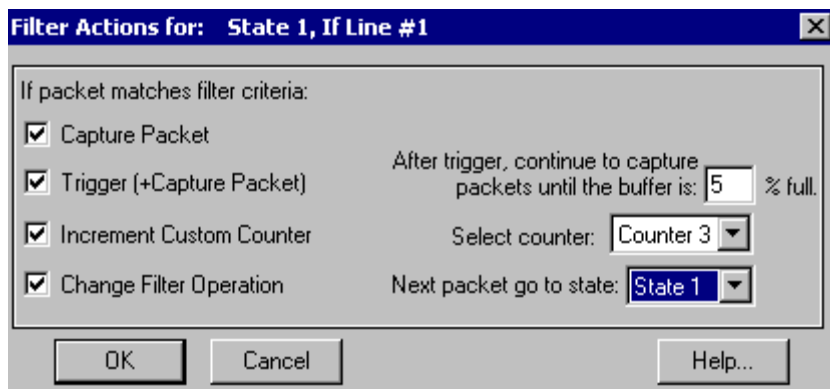 Filter Actions for: State 1, If Line #1
If packet matches filter criteria:
Capture Packet
Trigger (+Capture Packet)
After trigger, continue to capture
packets until the buffer is: 5 % full.
Increment Custom Counter
Select counter: Counter 3
Change Filter Operation
Next packet go to state: State 1
OK Cancel Help...